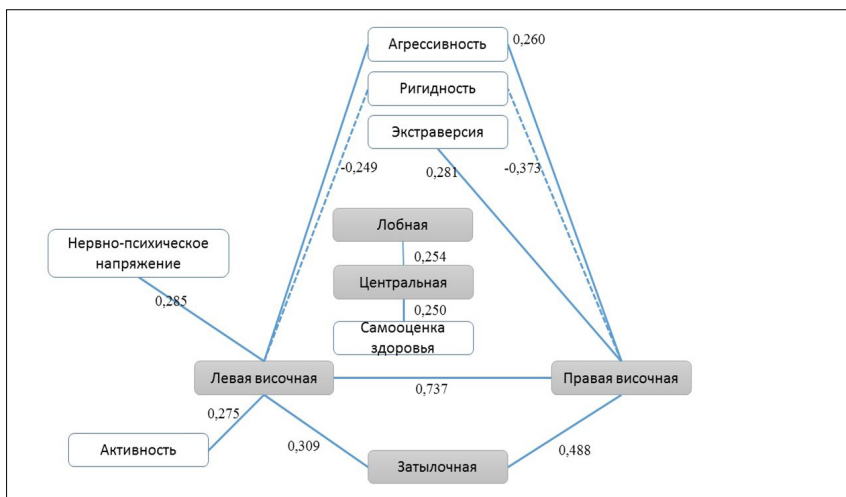 Агрессивность
0,260
Ригидность
Экстраверсия
-0,249
0,281
-0,373
Лобная
Нервно-психическое
напряжение
0,254
Центральная
0,285
0,250
Самооценка
здоровья
Левая височная
Правая височная
0,737
0,275
Активность
0,309
Затылочная
0,488